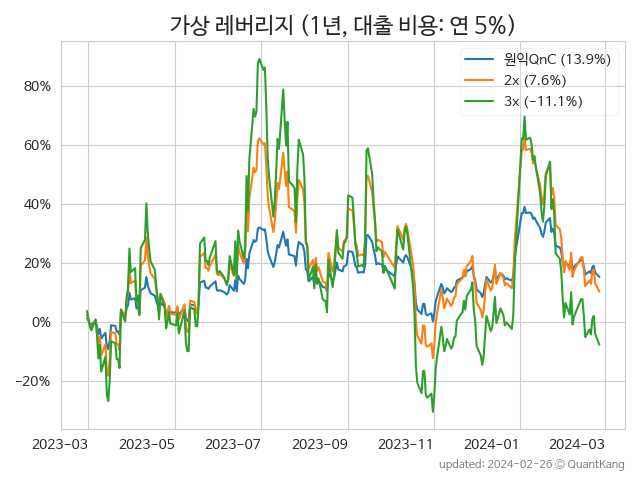 가상 레버리지 (1년, 대출 비용: 연 5%)
원익QnC (13.9%)
2x (7.6%)
3x (−11.1%)
80%
60%
40%
20%
0%
−20%
2023-03 2023-05 2023-07 2023-09 2023-11 2024-01 2024-03
updated: 2024-02-26 © QuantKang